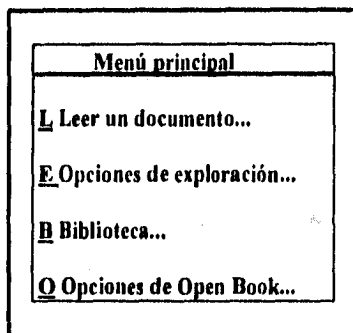 Menú principal
L Leer un documento...
E Opciones de exploración...
B Biblioteca...
O Opciones de Open Book...